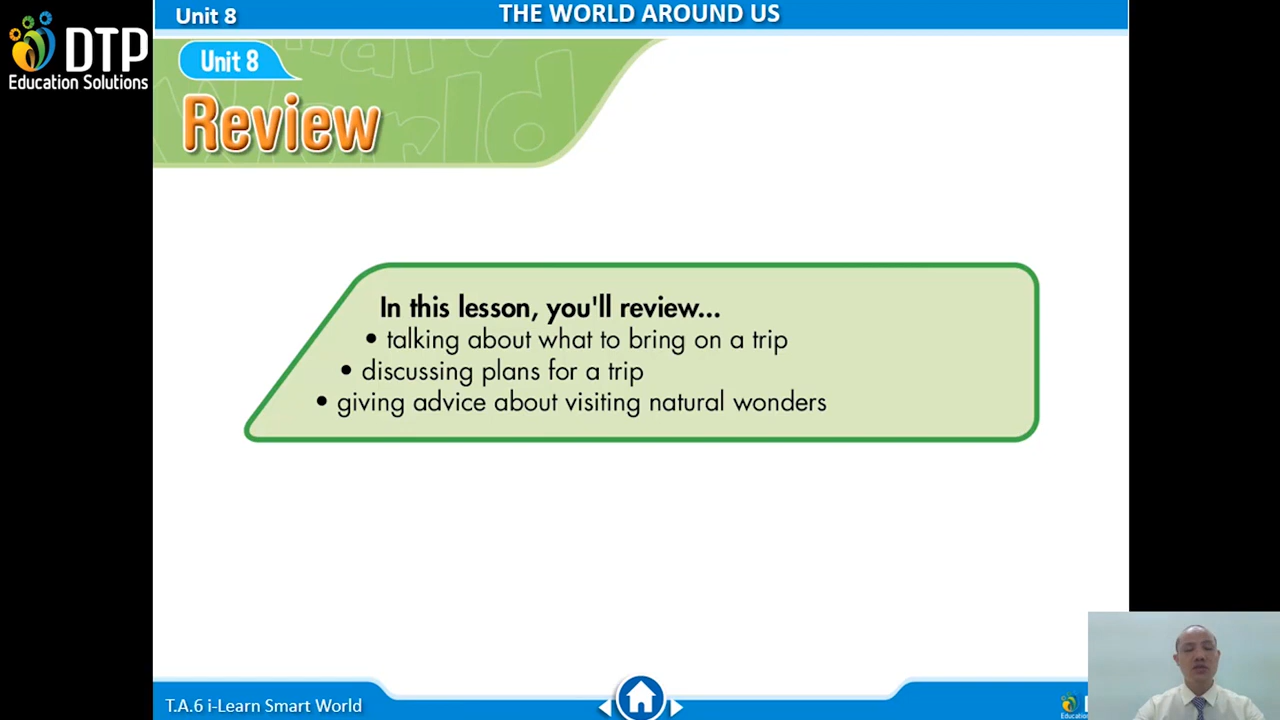 Unit 8
THE WORLD AROUND US
DTP
Education Solutions
Unit 8
Review
In this lesson, you'll review...
• talking about what to bring on a trip
• discussing plans for a trip
• giving advice about visiting natural wonders
T.A.6 i-Learn Smart World